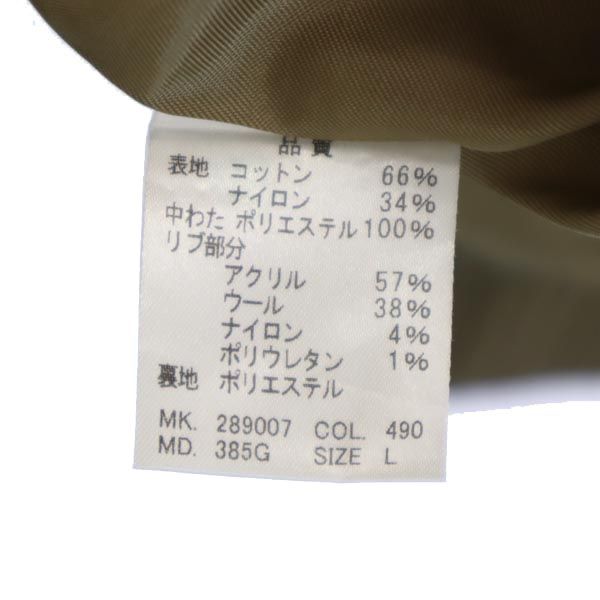 品質
表地 コットン 66%
ナイロン 34%
中わた ポリエステル 100%
リブ部分
アクリル 57%
ウール 38%
ナイロン 4%
ポリウレタン 1%
裏地 ポリエステル
MK. 289007 COL. 490
MD. 385G SIZE L